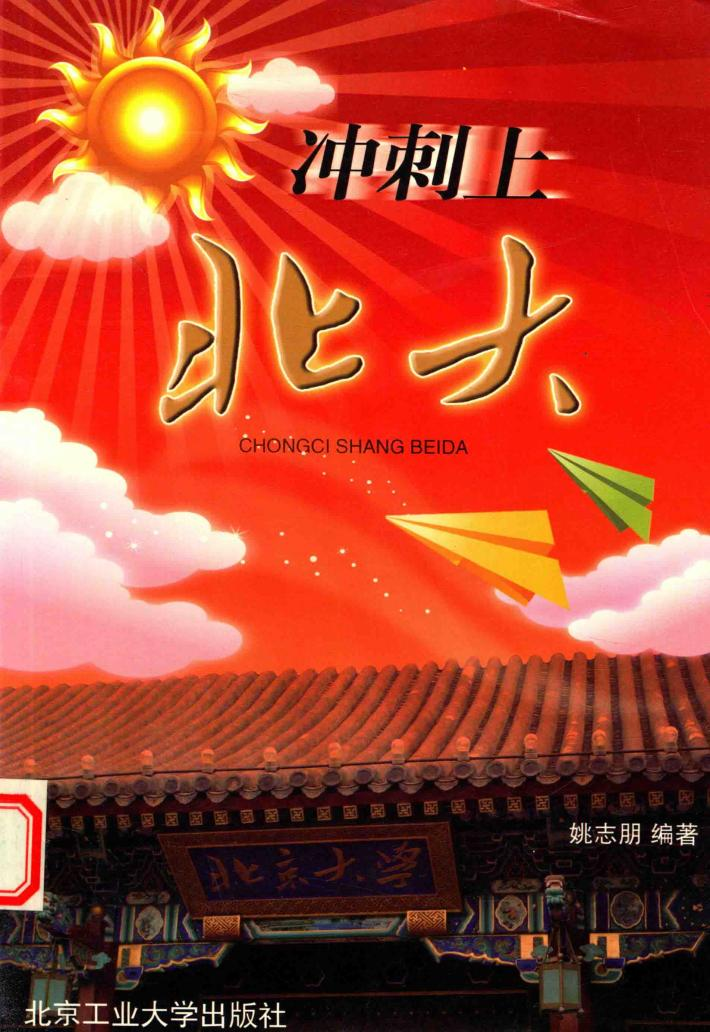 冲刺上
北大
CHONGCI SHANG BEIDA
姚志朋 编著
北京大学
北京工业大学出版社